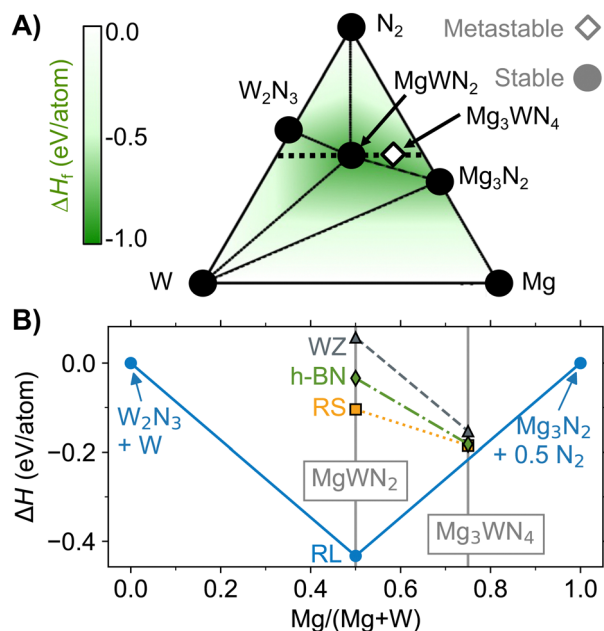 A)
0.0
-0.5
-1.0
ΔHf (eV/atom)
N2
Metastable
Stable
W2N3
MgWN2
Mg3WN4
Mg3N2
W
Mg
B)
0.0
−0.2
−0.4
ΔH (eV/atom)
WZ
h-BN
RS
RL
W2N3
+ W
Mg3N2
+ 0.5 N2
MgWN2
Mg3WN4
0.0 0.2 0.4 0.6 0.8 1.0
Mg/(Mg+W)